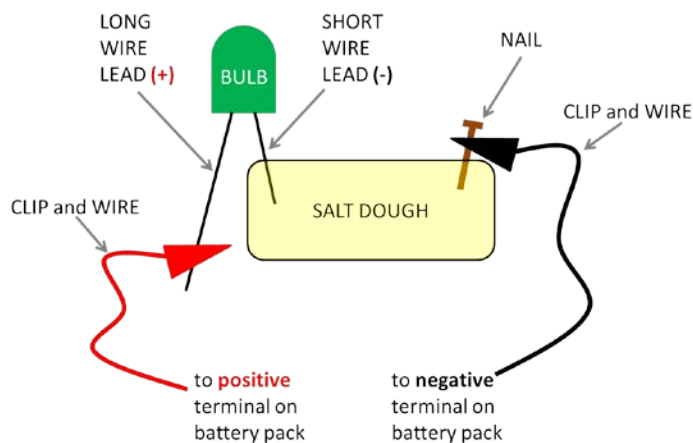 LONG
WIRE
LEAD (+)
SHORT
WIRE
LEAD (-)
BULB
NAIL
CLIP and WIRE
CLIP and WIRE
SALT DOUGH
to positive
terminal on
battery pack
to negative
terminal on
battery pack